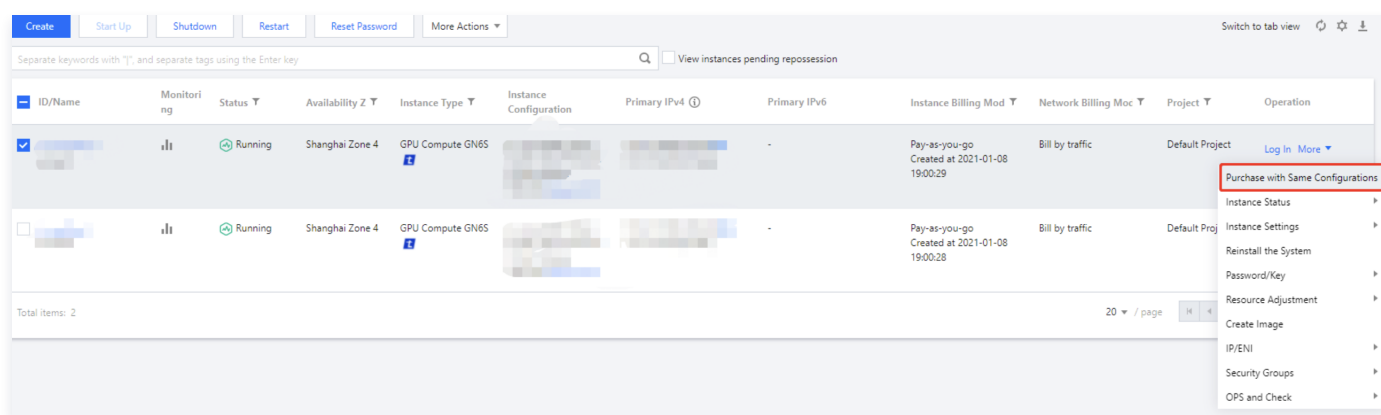 Create Start Up Shutdown Restart Reset Password More Actions Switch to tab view
Separate keywords with "|", and separate tags using the Enter key View instances pending repossession
ID/Name Monitori
ng Status Availability Z Instance Type Instance
Configuration Primary IPv4 Primary IPv6 Instance Billing Mod Network Billing Moc Project Operation
Running Shanghai Zone 4 GPU Compute GN6S - Pay-as-you-go Bill by traffic Default Project Log In More
t Created at 2021-01-08
19:00:29
Purchase with Same Configurations
Instance Status
Running Shanghai Zone 4 GPU Compute GN6S - Pay-as-you-go Bill by traffic Default Proj Instance Settings
t Created at 2021-01-08
19:00:28
Reinstall the System
Password/Key
Resource Adjustment
Total items: 2 20 / page
Create Image
IP/ENI
Security Groups
OPS and Check